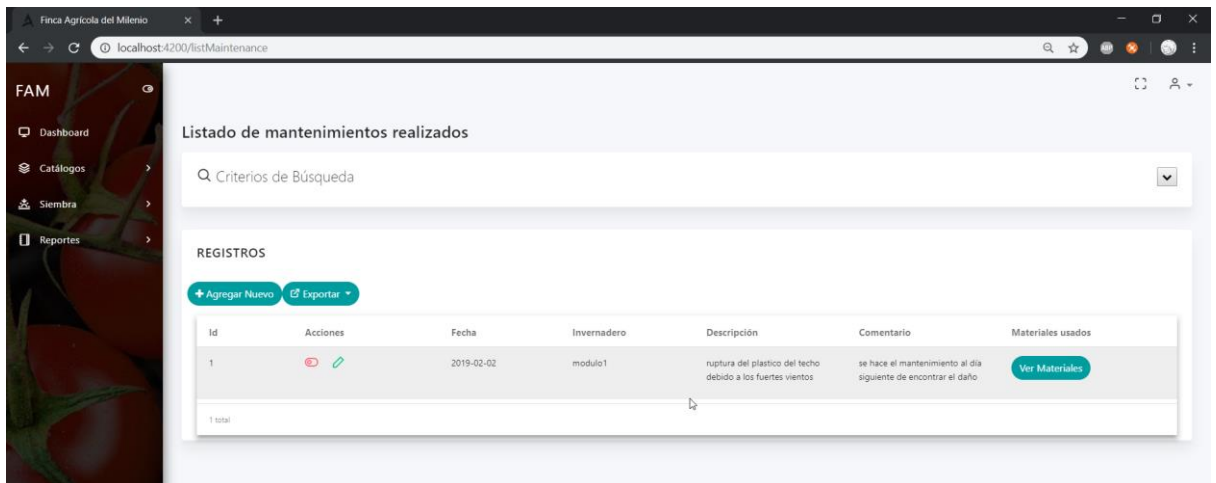 Finca Agrícola del Milenio
localhost:4200/listMaintenance
ABP
FAM
Dashboard
Catálogos
Siembra
Reportes
Listado de mantenimientos realizados
Criterios de Búsqueda
REGISTROS
Agregar Nuevo Exportar
Id Acciones Fecha Invernadero Descripción Comentario Materiales usados
1 2019-02-02 modulo1 ruptura del plastico del techo se hace el mantenimiento al día Ver Materiales
debido a los fuertes vientos siguiente de encontrar el daño
1 total